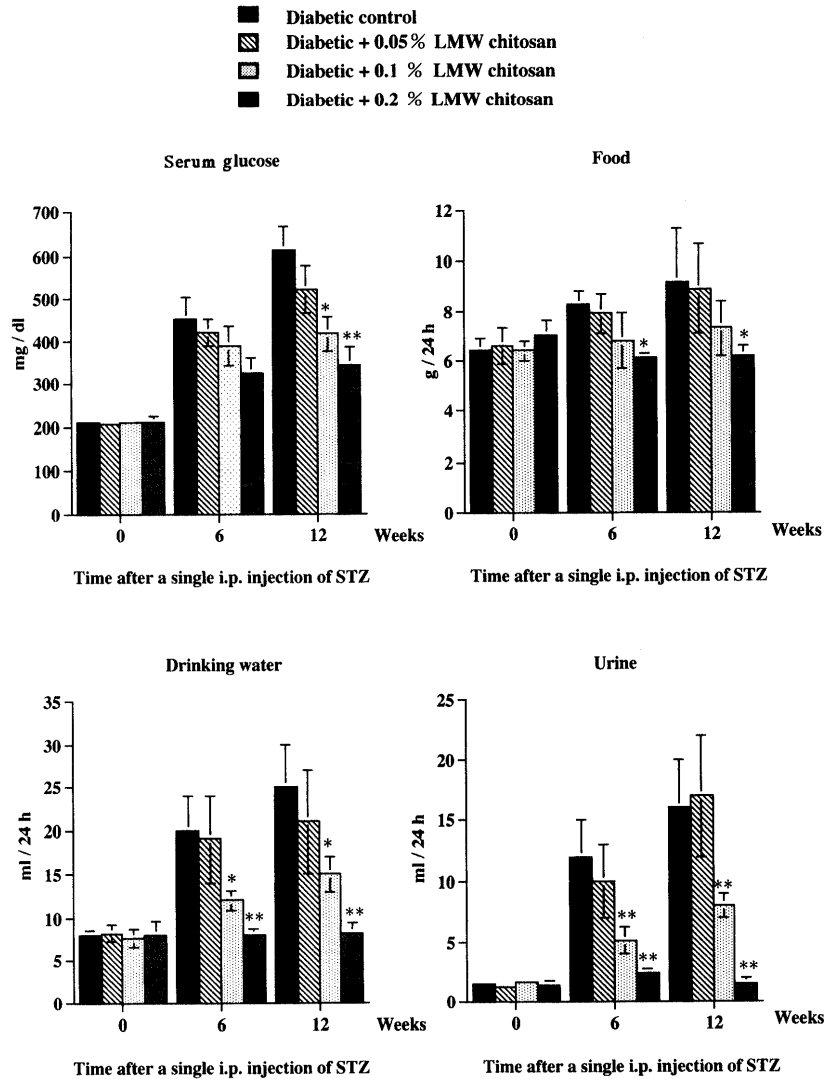 Diabetic control
Diabetic + 0.05 % LMW chitosan
Diabetic + 0.1 % LMW chitosan
Diabetic + 0.2 % LMW chitosan
Serum glucose
700
600
500
400
300
200
100
0
mg / dl
*
**
0 6 12 Weeks
Time after a single i.p. injection of STZ
Food
12
10
8
6
4
2
0
g / 24 h
*
*
0 6 12 Weeks
Time after a single i.p. injection of STZ
Drinking water
35
30
25
20
15
10
5
0
ml / 24 h
*
**
*
**
0 6 12 Weeks
Time after a single i.p. injection of STZ
Urine
25
20
15
10
5
0
ml / 24 h
**
**
**
**
0 6 12 Weeks
Time after a single i.p. injection of STZ